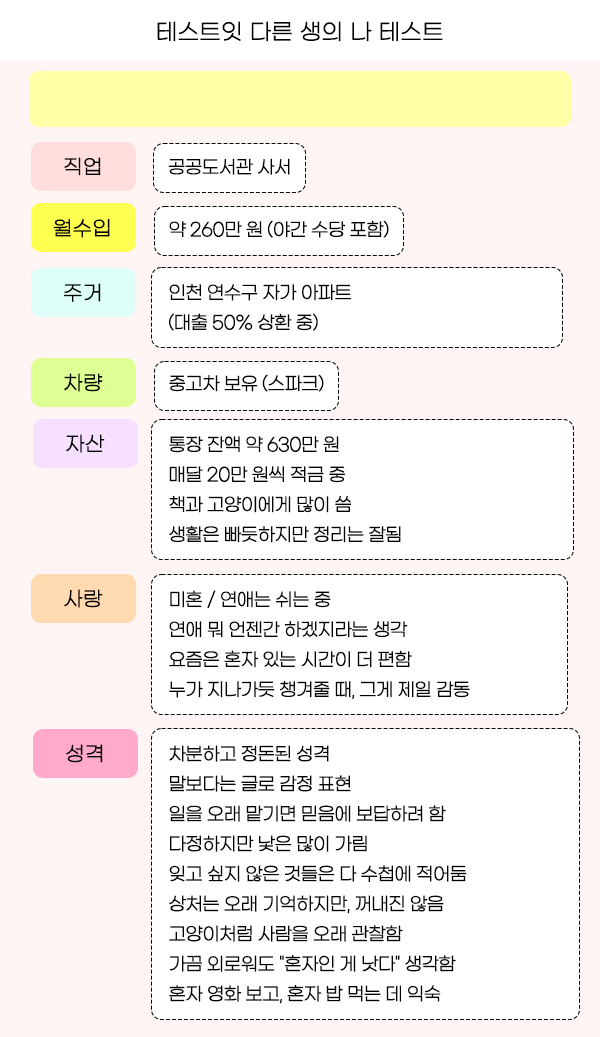 테스트잇 다른 생의 나 테스트
직업
공공도서관 사서
월수입
약 260만 원 (야간 수당 포함)
주거
인천 연수구 자가 아파트
(대출 50% 상환 중)
차량
중고차 보유 (스파크)
자산
통장 잔액 약 630만 원
매달 20만 원씩 적금 중
책과 고양이에게 많이 씀
생활은 빠듯하지만 정리는 잘됨
사랑
미혼 / 연애는 쉬는 중
연애 뭐 언젠간 하겠지라는 생각
요즘은 혼자 있는 시간이 더 편함
누가 지나가듯 챙겨줄 때, 그게 제일 감동
성격
차분하고 정돈된 성격
말보다는 글로 감정 표현
일을 오래 맡기면 믿음에 보답하려 함
다정하지만 낯은 많이 가림
잊고 싶지 않은 것들은 다 수첩에 적어둠
상처는 오래 기억하지만, 꺼내진 않음
고양이처럼 사람을 오래 관찰함
가끔 외로워도 "혼자인 게 낫다" 생각함
혼자 영화 보고, 혼자 밥 먹는 데 익숙